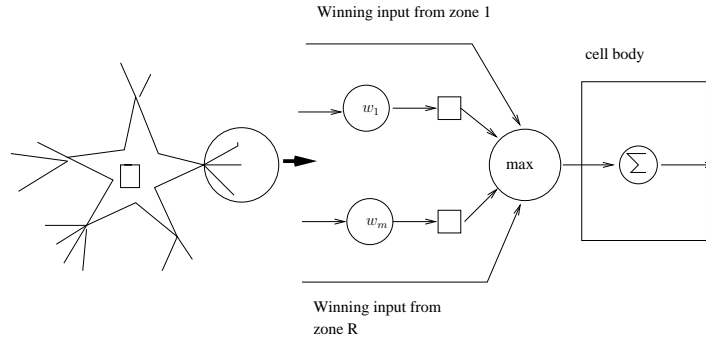 Winning input from zone 1
cell body
w1
max
Σ
wm
Winning input from
zone R